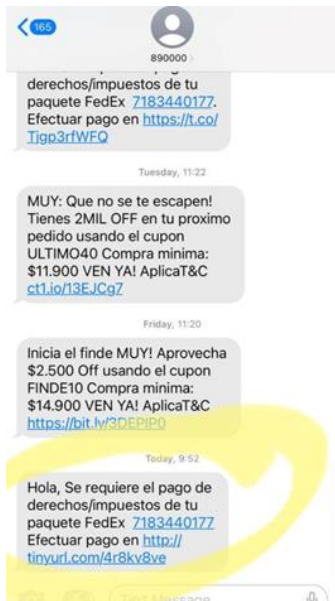 165
890000
derechos/impuestos de tu
paquete FedEx 7183440177.
Efectuar pago en https://t.co/
Tjgp3rfWFQ
Tuesday, 11:22
MUY: Que no se te escapen!
Tienes 2MIL OFF en tu proximo
pedido usando el cupon
ULTIMO40 Compra minima:
$11.900 VEN YA! AplicaT&C
ct1.io/13EJCg7
Friday, 11:20
Inicia el finde MUY! Aprovecha
$2.500 Off usando el cupon
FINDE10 Compra minima:
$14.900 VEN YA! AplicaT&C
https://bit.ly/3DEPIP0
Today, 9:52
Hola, Se requiere el pago de
derechos/impuestos de tu
paquete FedEx 7183440177
Efectuar pago en http://
tinyurl.com/4r8kv8ve
Text Message